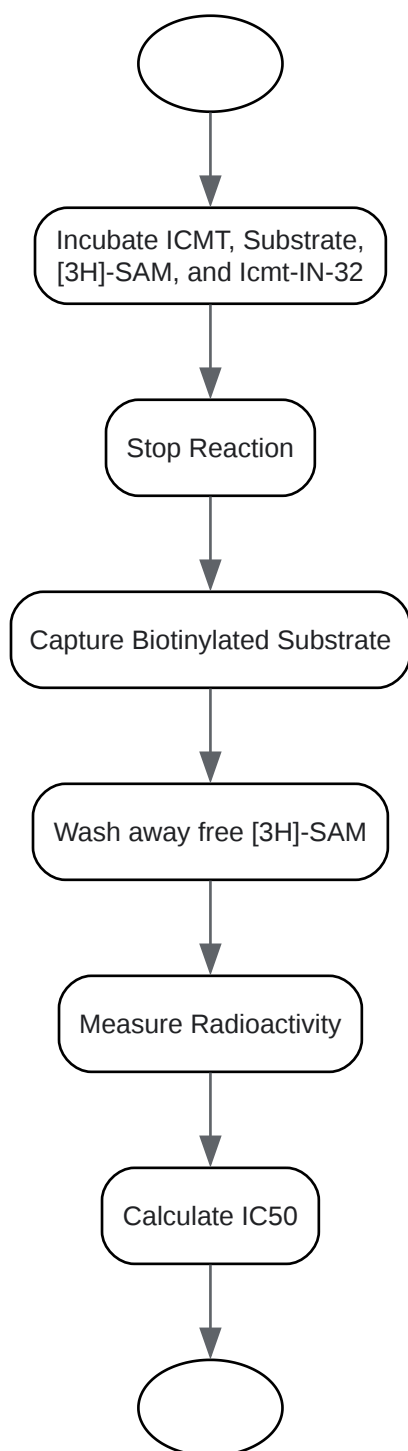 Incubate ICMT, Substrate,
[3H]-SAM, and Icmt-IN-32
Stop Reaction
Capture Biotinylated Substrate
Wash away free [3H]-SAM
Measure Radioactivity
Calculate IC50